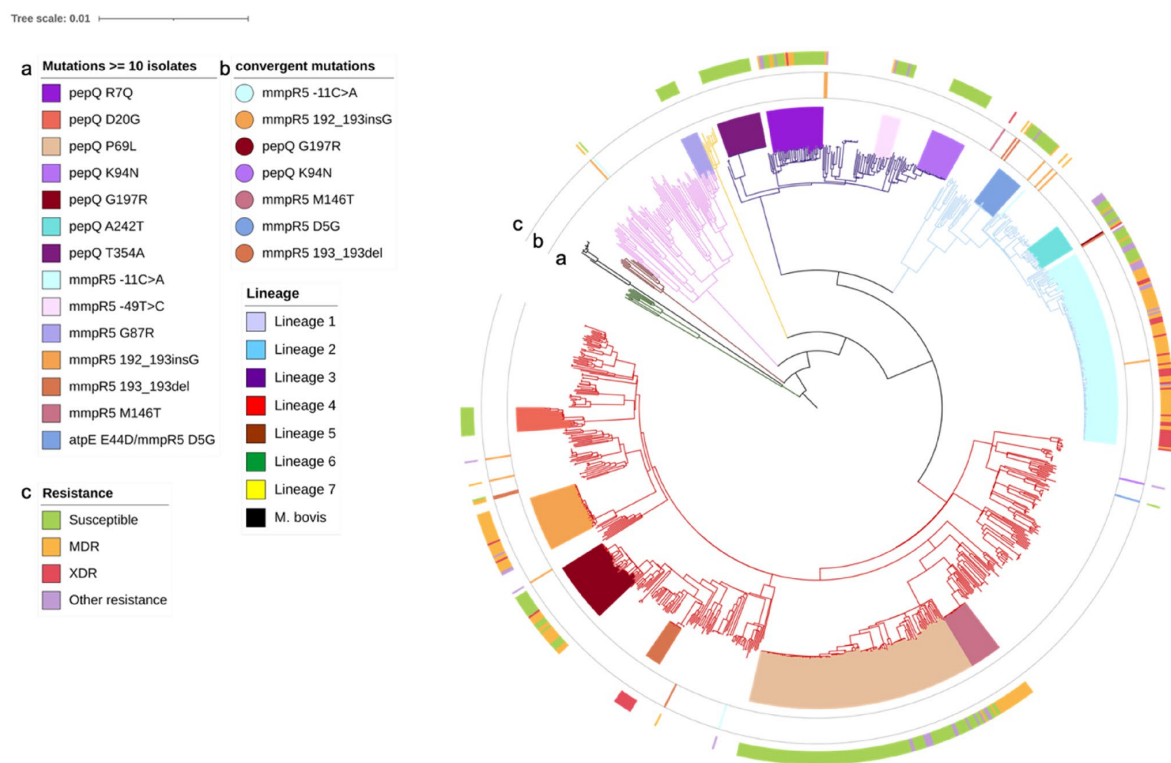 Tree scale: 0.01
a Mutations >= 10 isolates
pepQ R7Q
pepQ D20G
pepQ P69L
pepQ K94N
pepQ G197R
pepQ A242T
pepQ T354A
mmpR5 -11C>A
mmpR5 -49T>C
mmpR5 G87R
mmpR5 192_193insG
mmpR5 193_193del
mmpR5 M146T
atpE E44D/mmpR5 D5G
b convergent mutations
mmpR5 -11C>A
mmpR5 192_193insG
pepQ G197R
pepQ K94N
mmpR5 M146T
mmpR5 D5G
mmpR5 193_193del
Lineage
Lineage 1
Lineage 2
Lineage 3
Lineage 4
Lineage 5
Lineage 6
Lineage 7
M. bovis
c Resistance
Susceptible
MDR
XDR
Other resistance
c
b
a